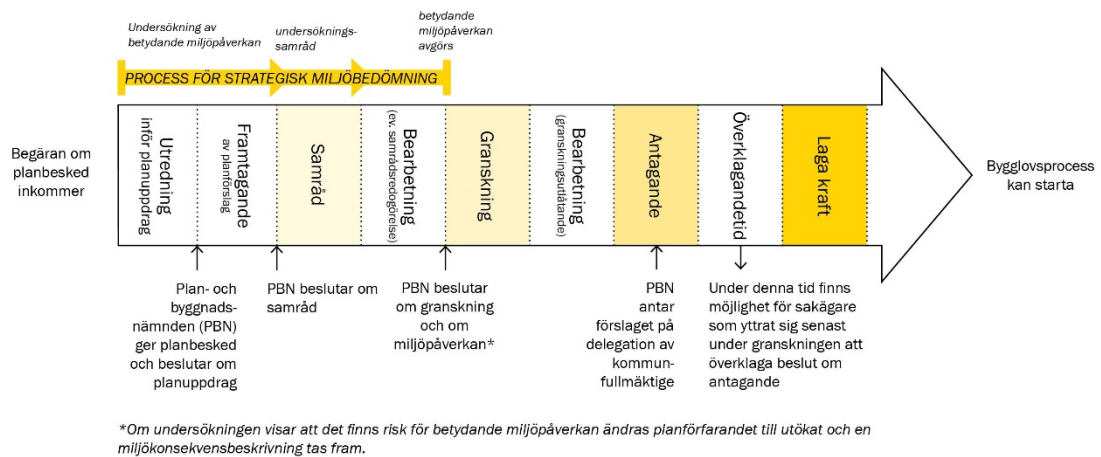 Undersökning av
betydande miljöpåverkan
undersöknings-
samråd
betydande
miljöpåverkan
avgörs
PROCESS FÖR STRATEGISK MILJÖBEDÖMNING
Begäran om
planbesked
inkommer
Utredning
inför planuppdrag
Framtagande
av planförslag
Samråd
Bearbetning
(ev. samrådsredogörelse)
Granskning
Bearbetning
(granskningsutlåtande)
Antagande
Överklagandetid
Laga kraft
Bygglovsprocess
kan starta
Plan- och
byggnads-
nämnden (PBN)
ger planbesked
och beslutar om
planuppdrag
PBN beslutar om
samråd
PBN beslutar
om granskning
och om
miljöpåverkan*
PBN
antar
förslaget på
delegation av
kommun-
fullmäktige
Under denna tid finns
möjlighet för sakägare
som yttrat sig senast
under granskningen att
överklaga beslut om
antagande
*Om undersökningen visar att det finns risk för betydande miljöpåverkan ändras planförfarandet till utökat och en
miljökonsekvensbeskrivning tas fram.